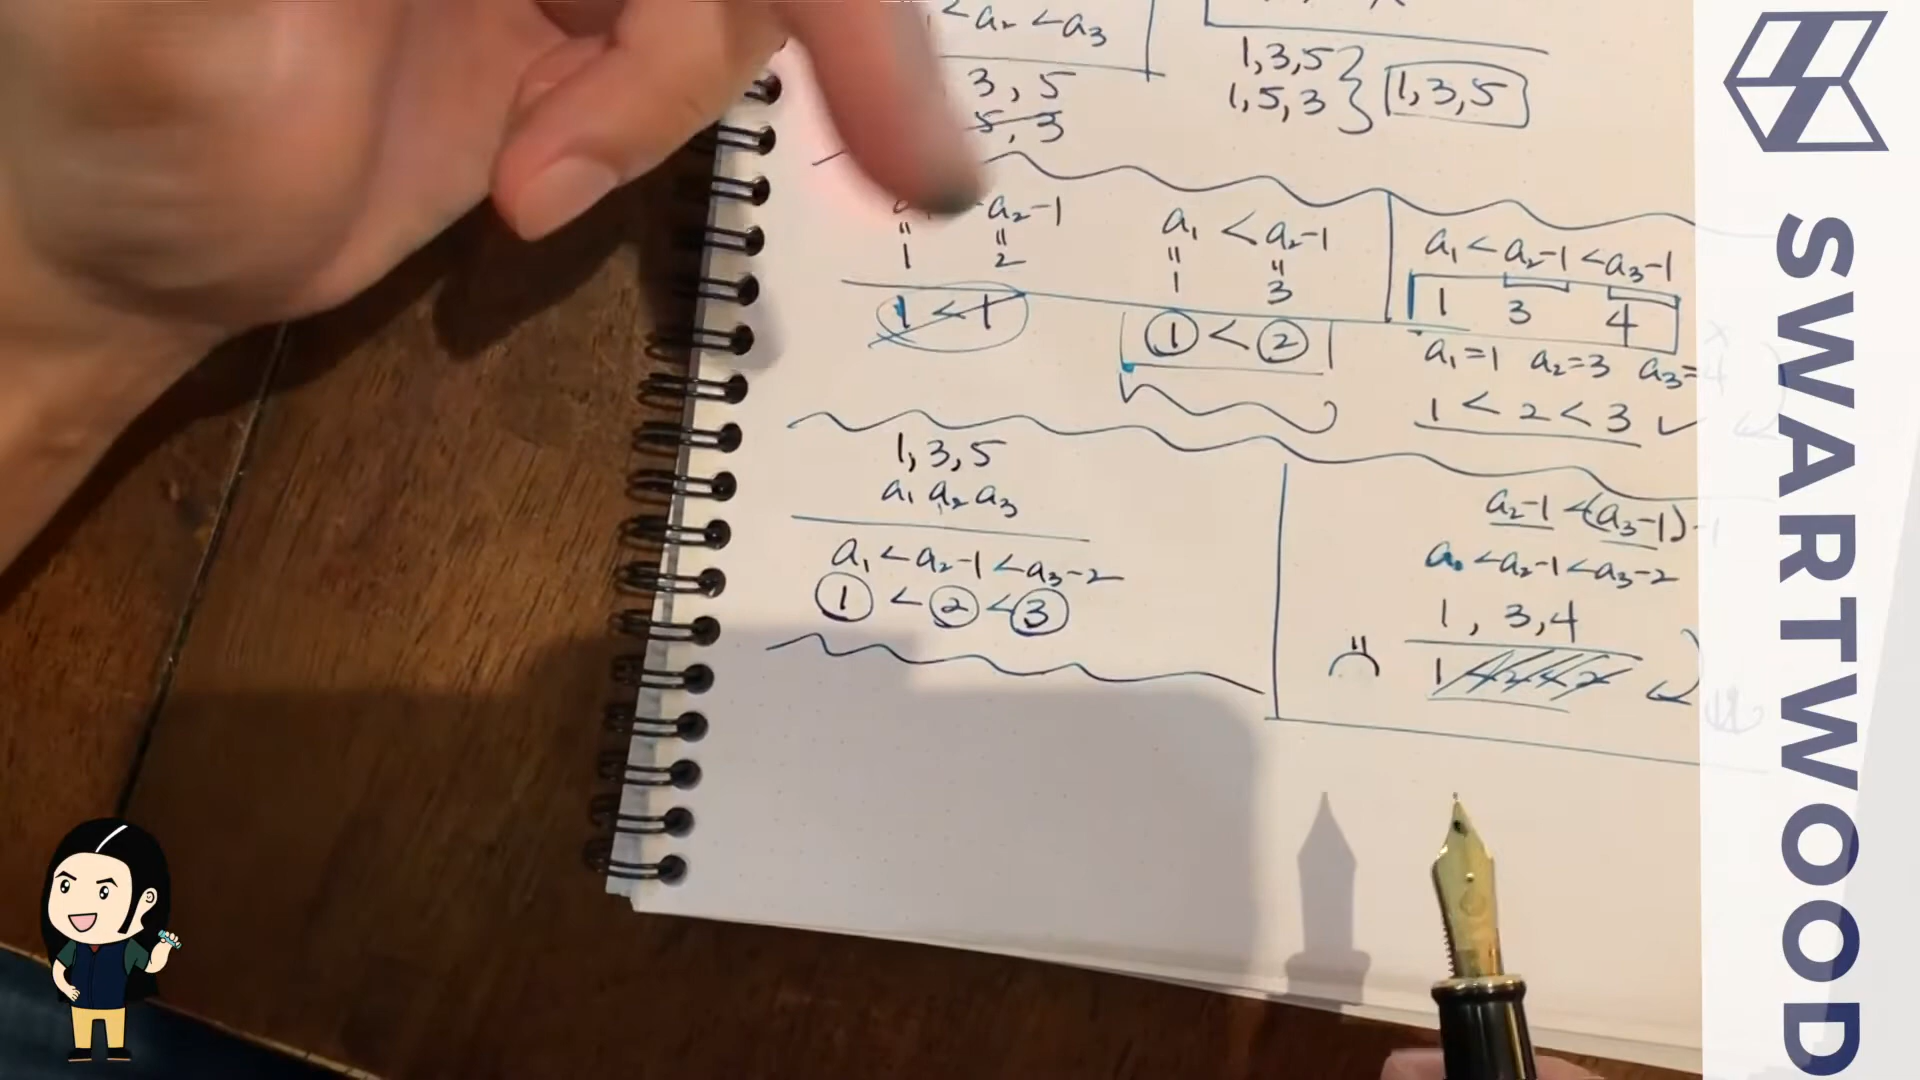 < a₂ < a₃
3, 5
5, 3
1, 3, 5
1, 5, 3
1, 3, 5
a₂-1
"
"
1
2
1 < 1
a₁ < a₂-1
"
"
1
3
1 < 2
a₁ < a₂-1 < a₃-1
1 3 4
a₁=1 a₂=3 a₃=
1 < 2 < 3 ✓
1, 3, 5
a₁ a₂ a₃
a₁ < a₂-1 < a₃-2
1 < 2 < 3
a₂-1 < (a₃-1)-1
< a₂-1 < a₃-2
1, 3, 4
1
SWARTWOOD